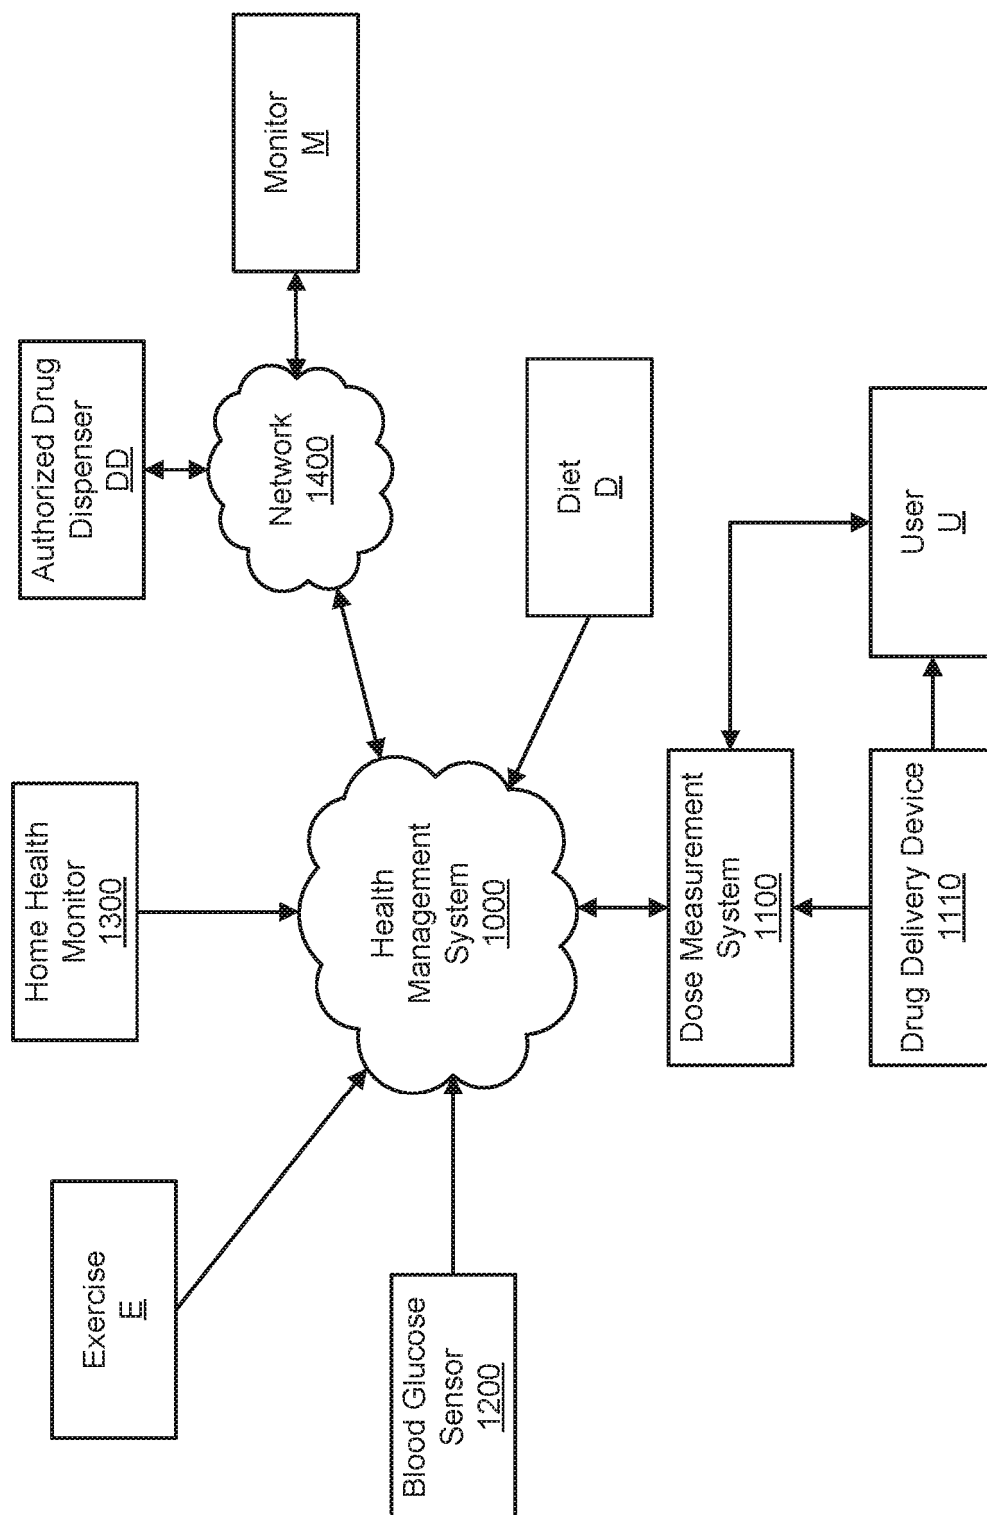 Exercise
E
Blood Glucose
Sensor
1200
Home Health
Monitor
1300
Health
Management
System
1000
Dose Measurement
System
1100
Drug Delivery Device
1110
Authorized Drug
Dispenser
DD
Network
1400
Diet
D
User
U
Monitor
M